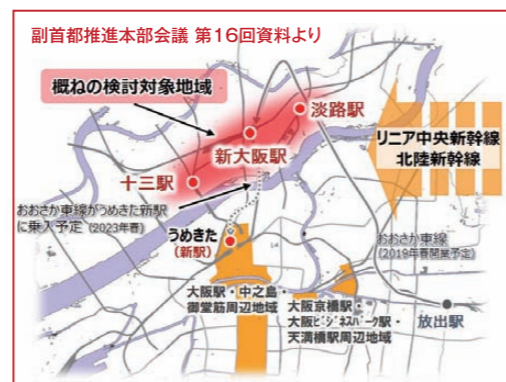 副首都推進本部会議 第16回資料より
概ねの検討対象地域
淡路駅
新大阪駅
リニア中央新幹線
北陸新幹線
十三駅
おおさか東線がうめきた新駅
に乗入予定（2023年春）
うめきた
（新駅）
おおさか東線
（2019年春開業予定）
大阪駅・中之島・
御堂筋周辺地域
大阪京橋駅・
大阪ﾋﾞｼﾞﾈｽﾊﾟｰｸ駅・
天満橋駅周辺地域
放出駅